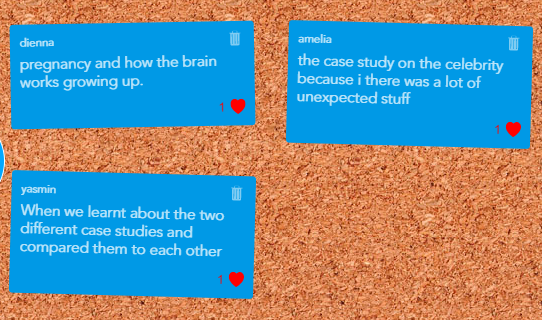 dienna
pregnancy and how the brain
works growing up.
1
amelia
the case study on the celebrity
because i there was a lot of
unexpected stuff
1
yasmin
When we learnt about the two
different case studies and
compared them to each other
1